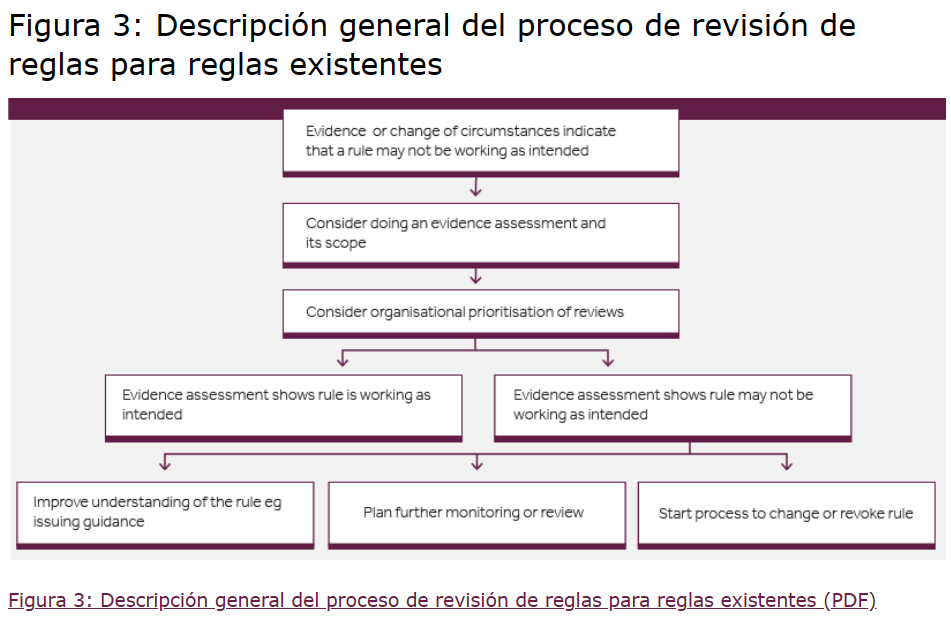 Figura 3: Descripción general del proceso de revisión de
reglas para reglas existentes
Evidence or change of circumstances indicate
that a rule may not be working as intended
Consider doing an evidence assessment and
its scope
Consider organisational prioritisation of reviews
Evidence assessment shows rule is working as
intended
Evidence assessment shows rule may not be
working as intended
Improve understanding of the rule eg
issuing guidance
Plan further monitoring or review
Start process to change or revoke rule
Figura 3: Descripción general del proceso de revisión de reglas para reglas existentes (PDF)